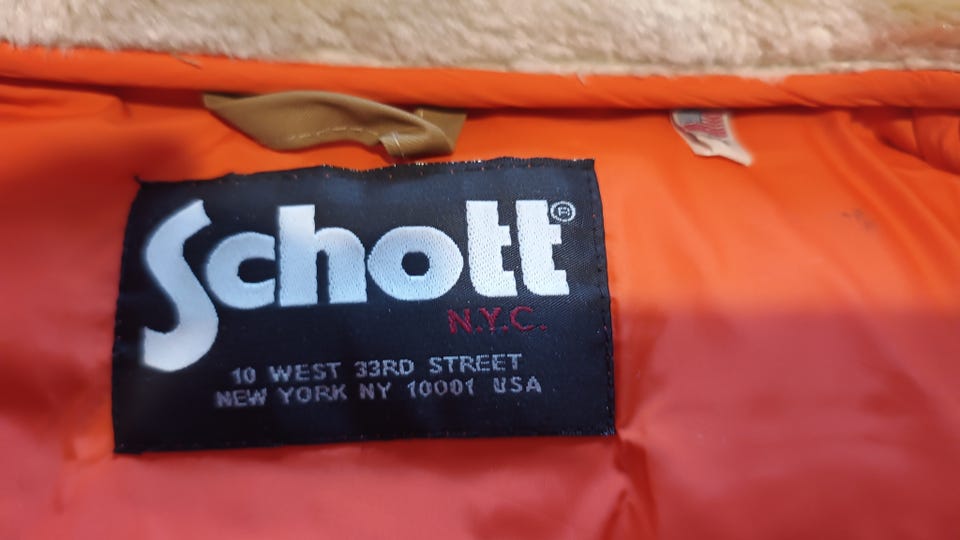 Schott®
N.Y.C.
10 WEST 33RD STREET
NEW YORK NY 10001 USA